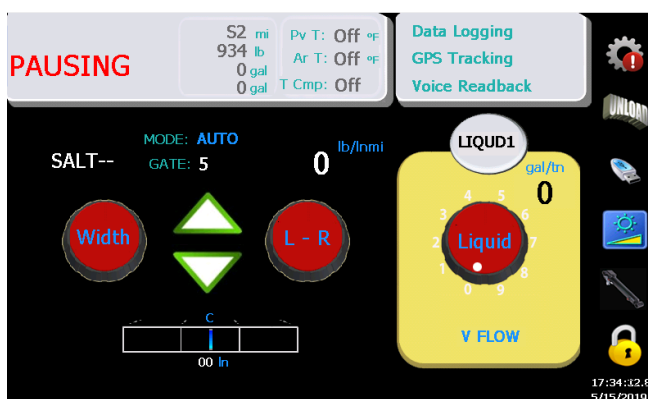 PAUSING
S2 mi
934 lb
0 gal
0 gal
Pv T: Off °F
Ar T: Off °F
T Cmp: Off
Data Logging
GPS Tracking
Voice Readback
UNLOAD
MODE: AUTO
SALT--
GATE: 5
0 lb/lnmi
LIQUD1
gal/tn
0
Width
L - R
Liquid
0 1 2 3 4 5 6 7 8 9
C
00 In
V FLOW
1
17:34:12.8
5/15/2019